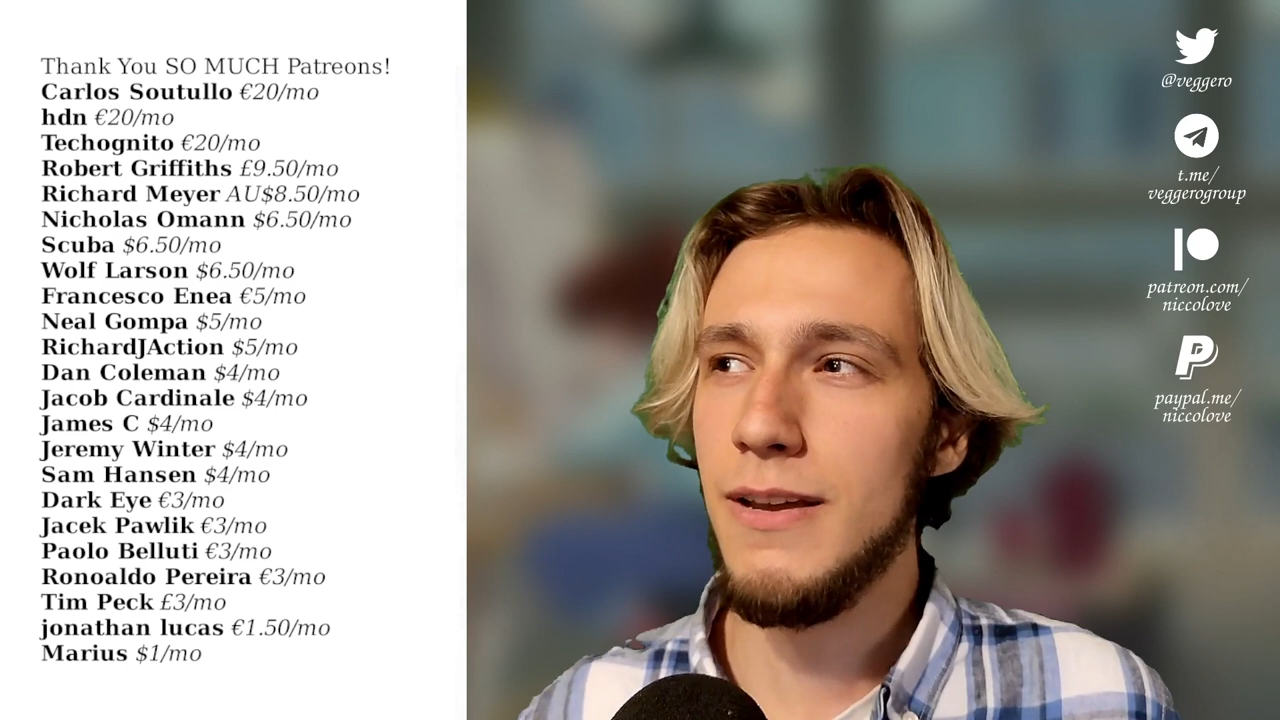 Thank You SO MUCH Patreons!
Carlos Soutullo €20/mo
hdn €20/mo
Techognito €20/mo
Robert Griffiths £9.50/mo
Richard Meyer AU$8.50/mo
Nicholas Omann $6.50/mo
Scuba $6.50/mo
Wolf Larson $6.50/mo
Francesco Enea €5/mo
Neal Gompa $5/mo
RichardJAction $5/mo
Dan Coleman $4/mo
Jacob Cardinale $4/mo
James C $4/mo
Jeremy Winter $4/mo
Sam Hansen $4/mo
Dark Eye €3/mo
Jacek Pawlik €3/mo
Paolo Belluti €3/mo
Ronoaldo Pereira €3/mo
Tim Peck £3/mo
jonathan lucas €1.50/mo
Marius $1/mo
@veggero
t.me/
veggerogroup
patreon.com/
niccolove
paypal.me/
niccolove